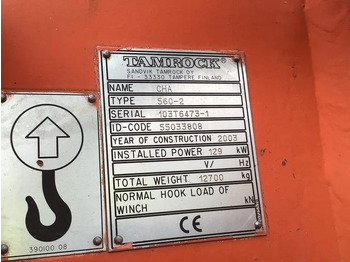 TAMROCK
SANDVIK TAMROCK OY
FI - 33330 TAMPERE FINLAND
NAME CHA
TYPE 560-2
SERIAL 103T6473-1
ID-CODE 55033808
YEAR OF CONSTRUCTION 2003
INSTALLED POWER 129 kW
V/ Hz
TOTAL WEIGHT 12700 kg
NORMAL HOOK LOAD OF
WINCH kN
CE
390100 08